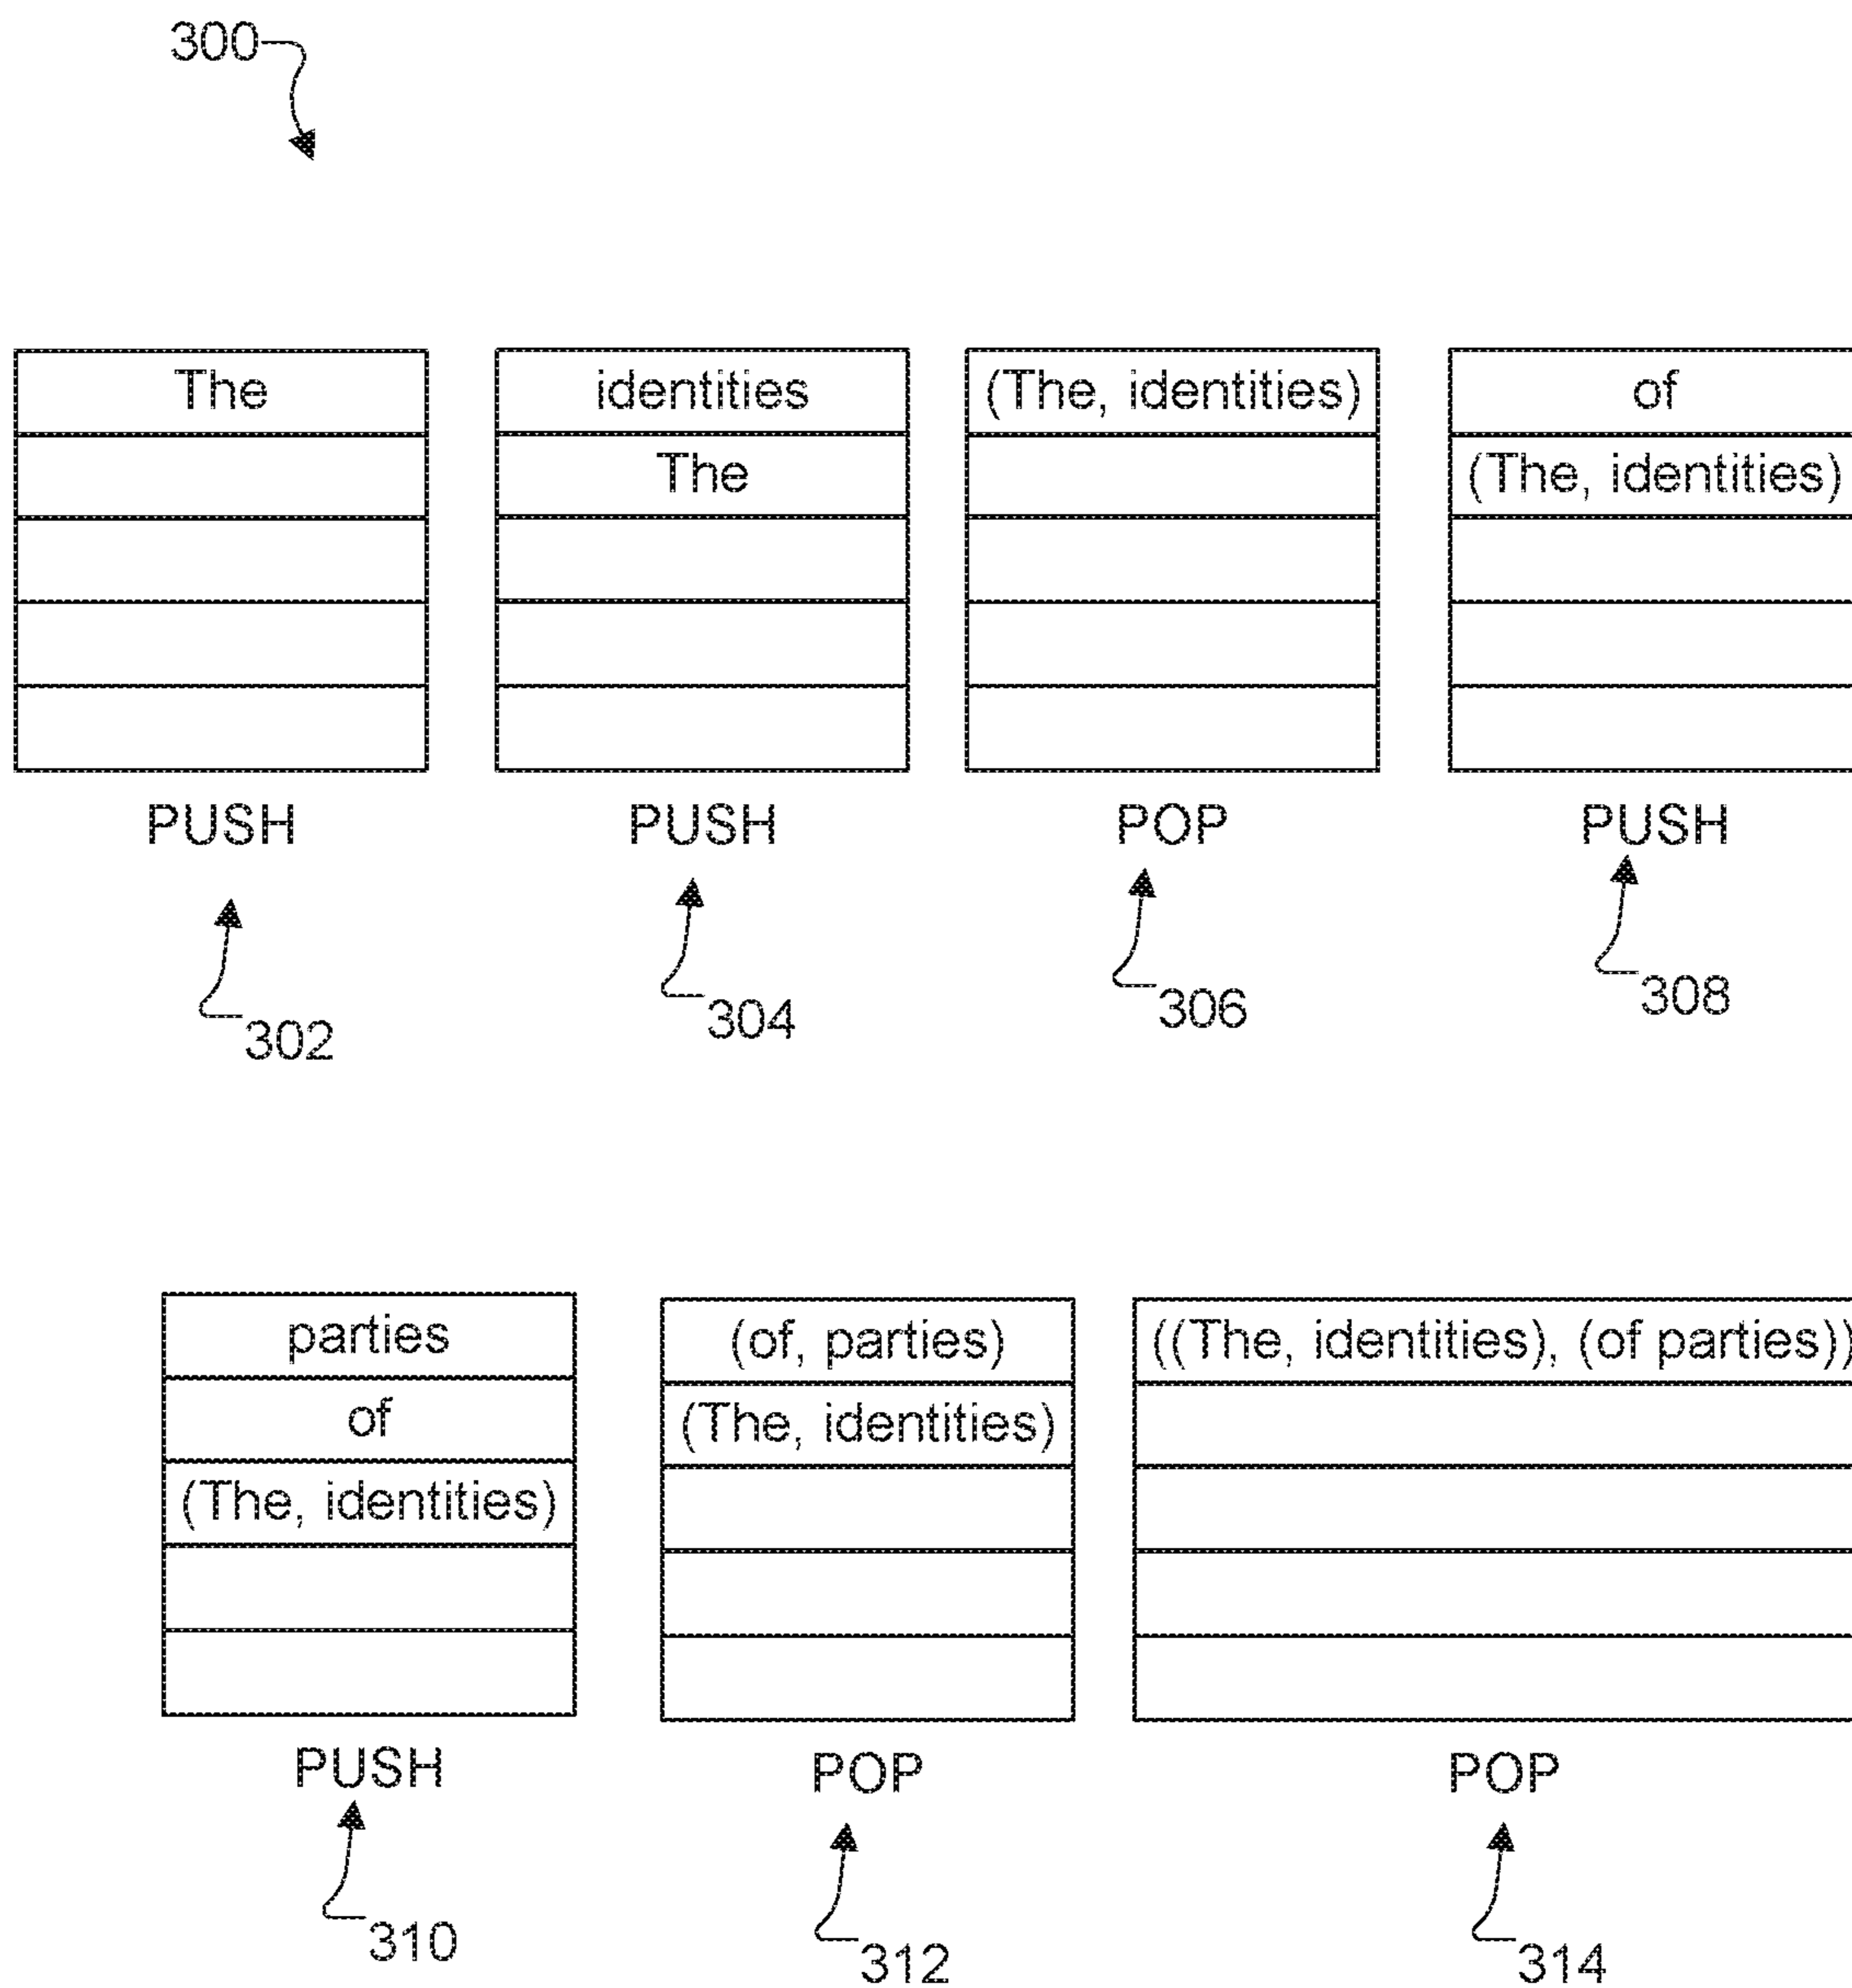 300
The
identities
The
(The, identities)
of
(The, identities)
PUSH
PUSH
POP
PUSH
302
304
306
308
parties
of
(The, identities)
(of, parties)
(The, identities)
((The, identities), (of parties))
PUSH
POP
POP
310
312
314